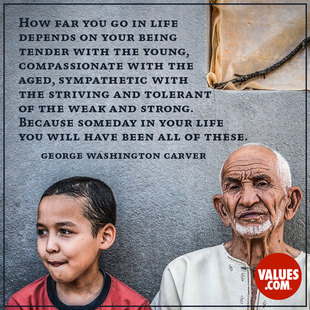 How far you go in life
depends on your being
tender with the young,
compassionate with the
aged, sympathetic with
the striving and tolerant
of the weak and strong.
Because someday in your life
you will have been all of these.
George Washington Carver
VALUES
.COM